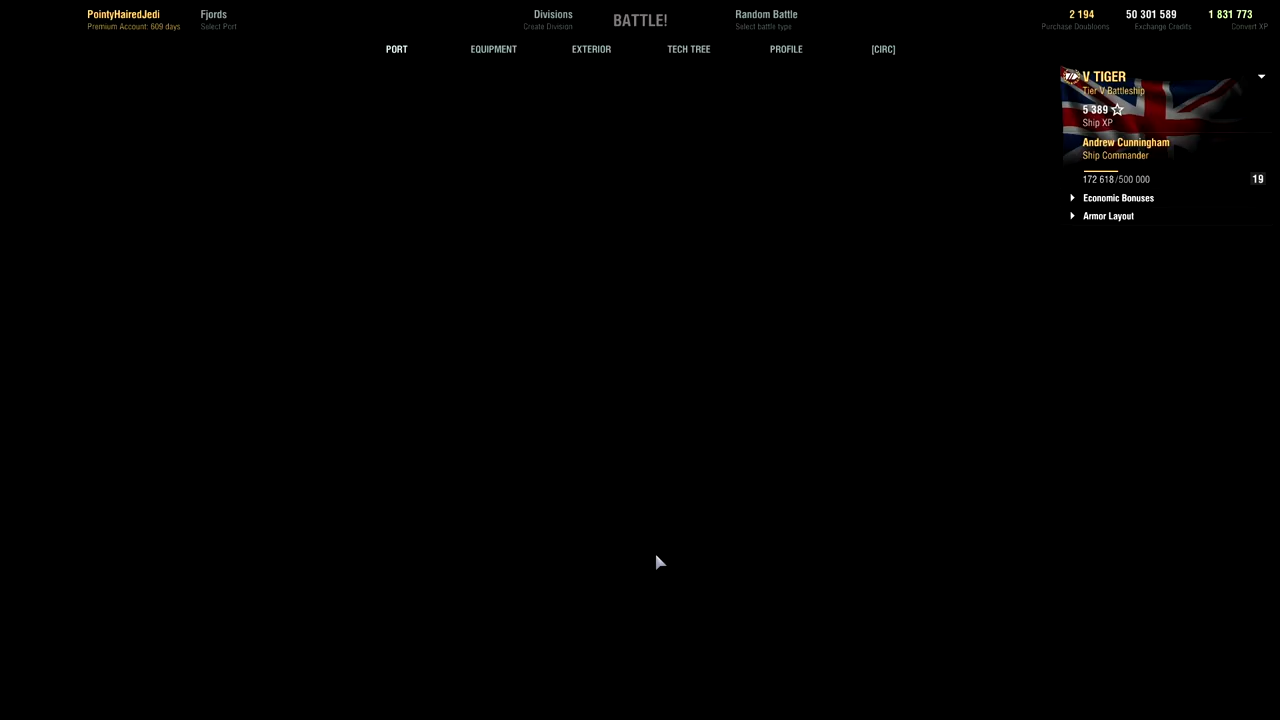 PointyHairedJedi
Premium Account: 609 days
Fjords
Select Port
Divisions
Create Division
BATTLE!
Random Battle
Select battle type
2 194
Purchase Doubloons
50 301 589
Exchange Credits
1 831 773
Convert XP
PORT
EQUIPMENT
EXTERIOR
TECH TREE
PROFILE
[CIRC]
V TIGER
Tier V Battleship
5 389
Ship XP
Andrew Cunningham
Ship Commander
172 618/500 000
19
Economic Bonuses
Armor Layout